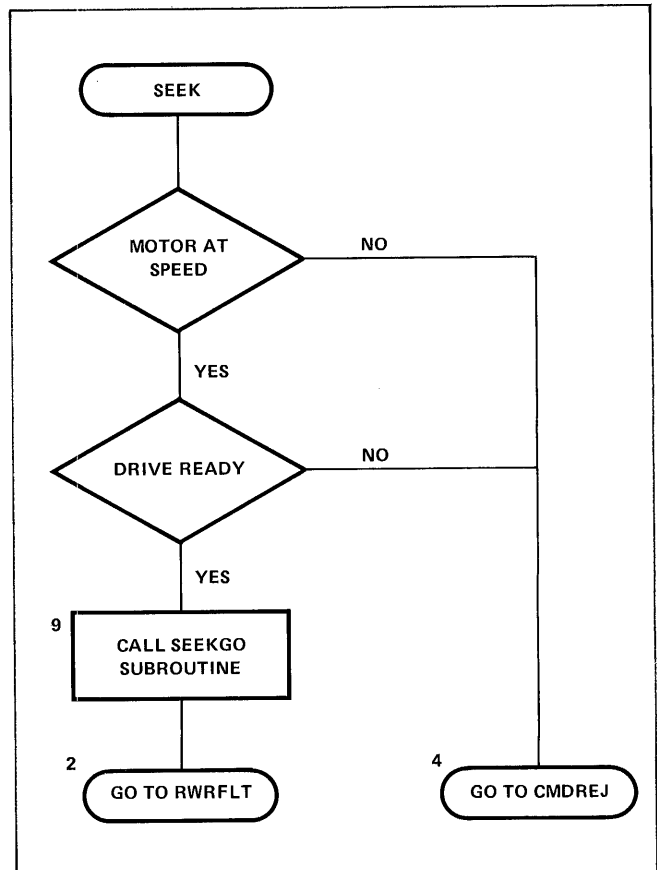 SEEK
MOTOR AT
SPEED
NO
YES
DRIVE READY
NO
YES
9
CALL SEEKGO
SUBROUTINE
2
GO TO RWRFLT
4
GO TO CMDREJ